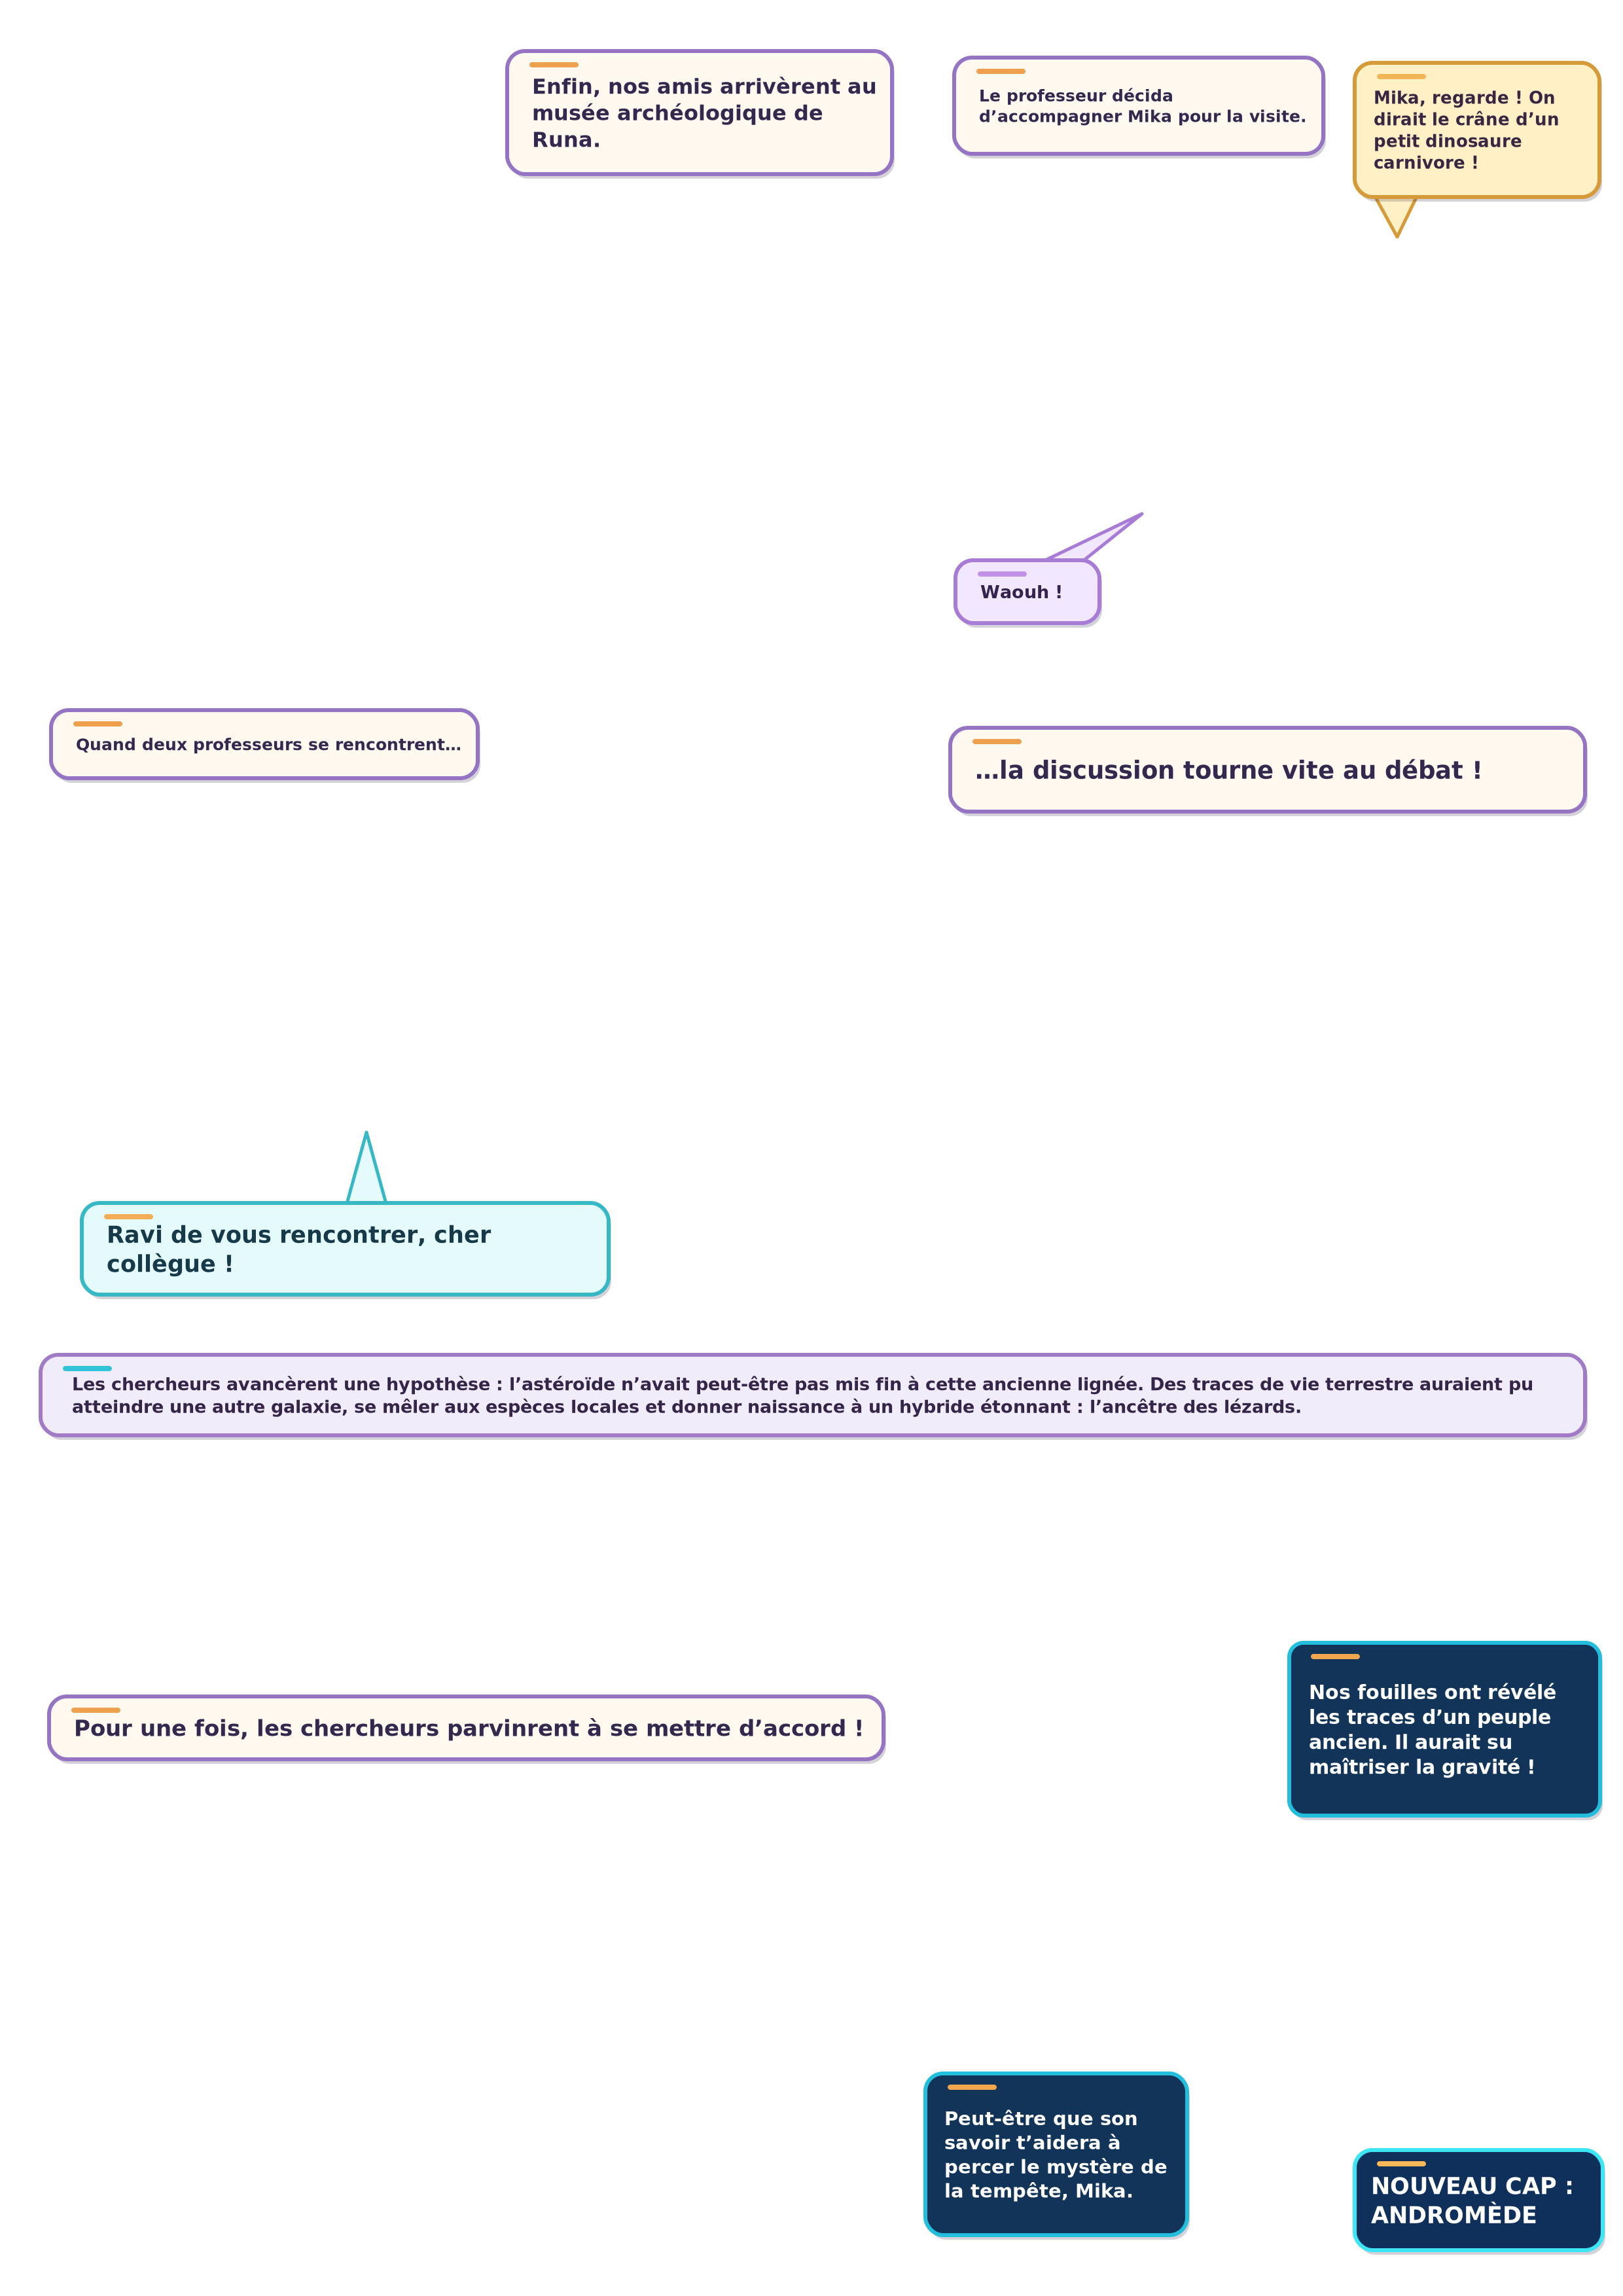 Enfin, nos amis arrivèrent au
musée archéologique de
Runa.
Le professeur décida
d’accompagner Mika pour la visite.
Mika, regarde ! On
dirait le crâne d’un
petit dinosaure
carnivore !
Waouh !
Quand deux professeurs se rencontrent…
…la discussion tourne vite au débat !
Ravi de vous rencontrer, cher
collègue !
Les chercheurs avancèrent une hypothèse : l’astéroïde n’avait peut-être pas mis fin à cette ancienne lignée. Des traces de vie terrestre auraient pu
atteindre une autre galaxie, se mêler aux espèces locales et donner naissance à un hybride étonnant : l’ancêtre des lézards.
Pour une fois, les chercheurs parvinrent à se mettre d’accord !
Nos fouilles ont révélé
les traces d’un peuple
ancien. Il aurait su
maîtriser la gravité !
Peut-être que son
savoir t’aidera à
percer le mystère de
la tempête, Mika.
NOUVEAU CAP :
ANDROMÈDE